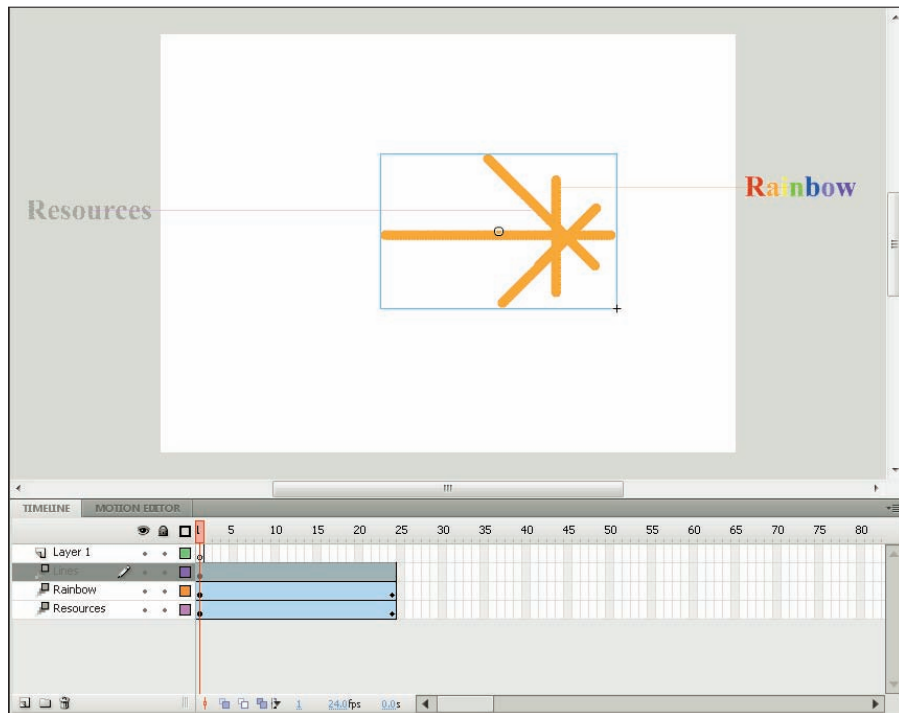 Rainbow
Resources
TIMELINE MOTION EDITOR
1 5 10 15 20 25 30 35 40 45 50 55 60 65 70 75 80
Layer 1
Lines
Rainbow
Resources
1 24.0fps 0.0s